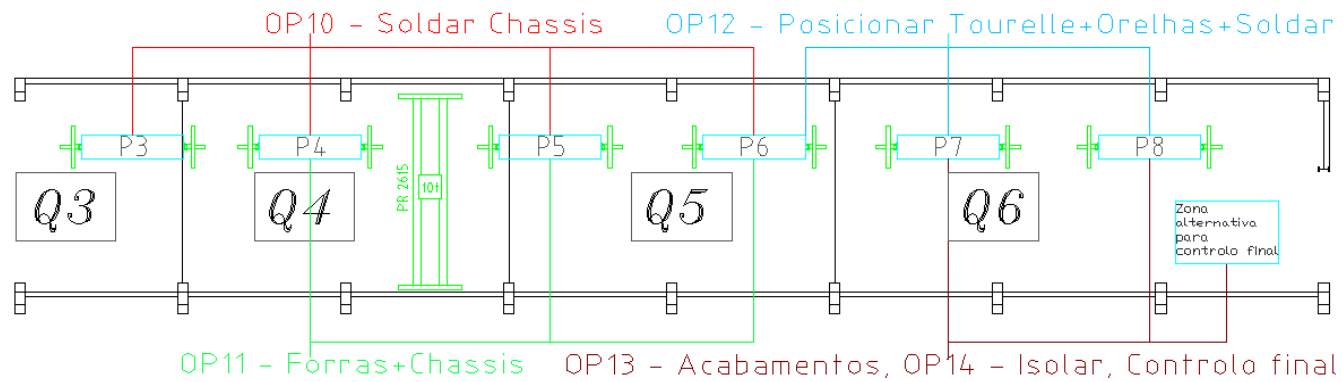 OP10 - Soldar Chassis
OP12 - Posicionar Tourelle+Orelhas+Soldar
P3
P4
P5
P6
P7
P8
PR 2615
10t
Q3
Q4
Q5
Q6
Zona
alternativa
para
controlo final
OP11 - Forras+Chassis
OP13 - Acabamentos, OP14 - Isolar, Controlo final